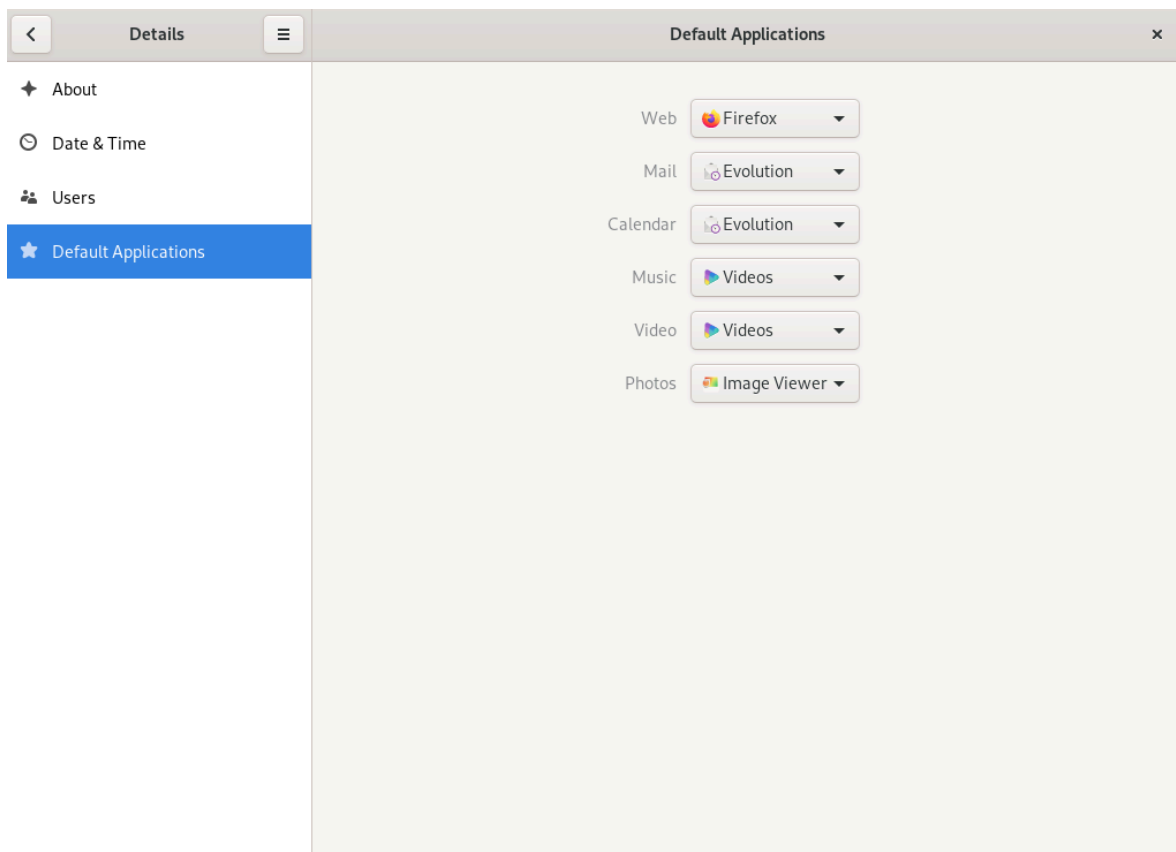 Details
Default Applications
About
Date & Time
Users
Default Applications
Web Firefox
Mail Evolution
Calendar Evolution
Music Videos
Video Videos
Photos Image Viewer